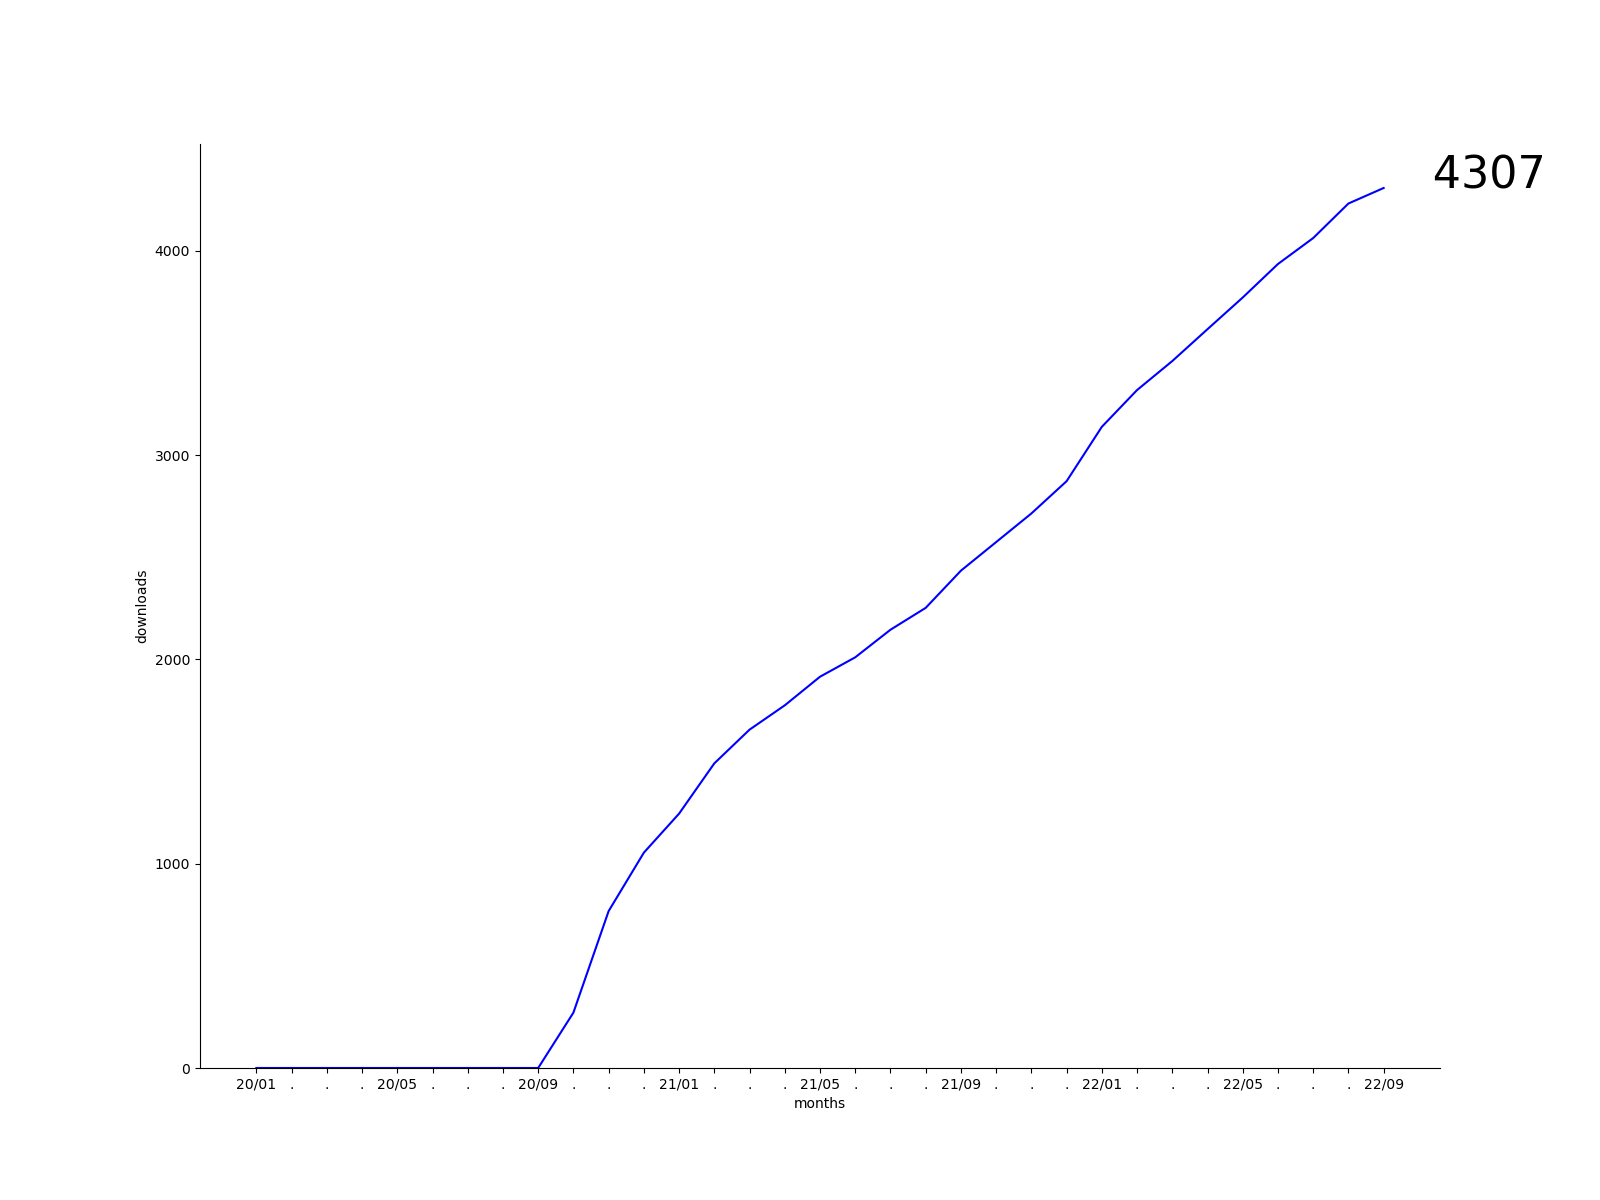 4307
4000
3000
2000
1000
0
downloads
20/01 . . . 20/05 . . . 20/09 . . . 21/01 . . . 21/05 . . . 21/09 . . . 22/01 . . . 22/05 . . . 22/09
months